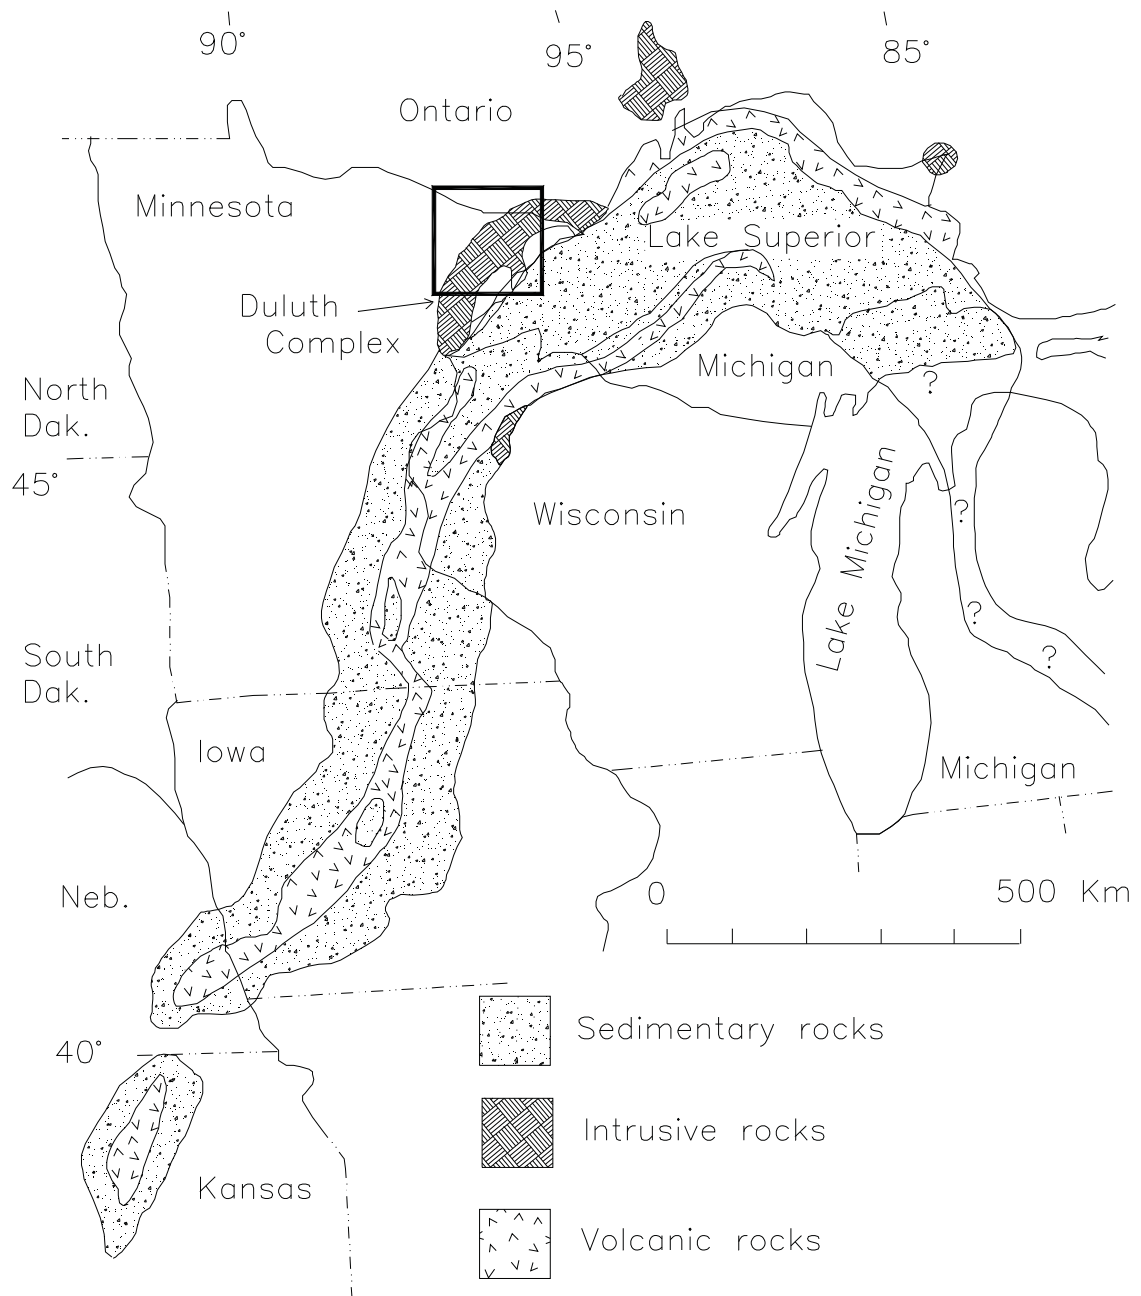 90°
95°
85°
Ontario
Minnesota
Lake Superior
Duluth
Complex
Michigan
North
Dak.
?
45°
Wisconsin
Lake Michigan
?
?
?
South
Dak.
Iowa
Michigan
Neb.
0
500 Km
Sedimentary rocks
40°
Intrusive rocks
Kansas
Volcanic rocks